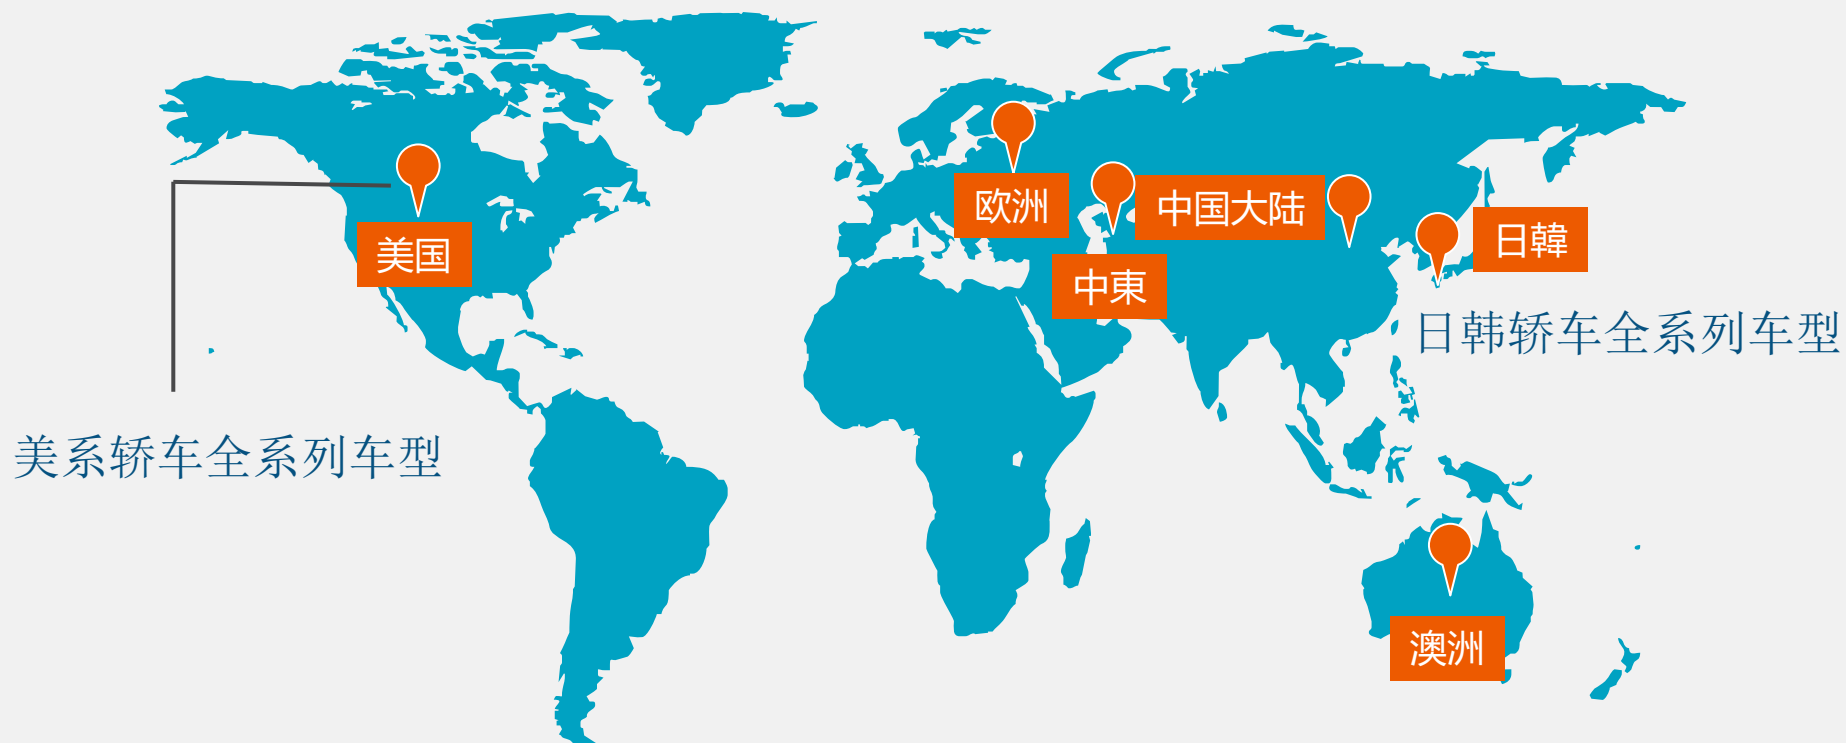 欧洲
中国大陆
日韓
美国
中東
日韩轿车全系列车型
美系轿车全系列车型
澳洲